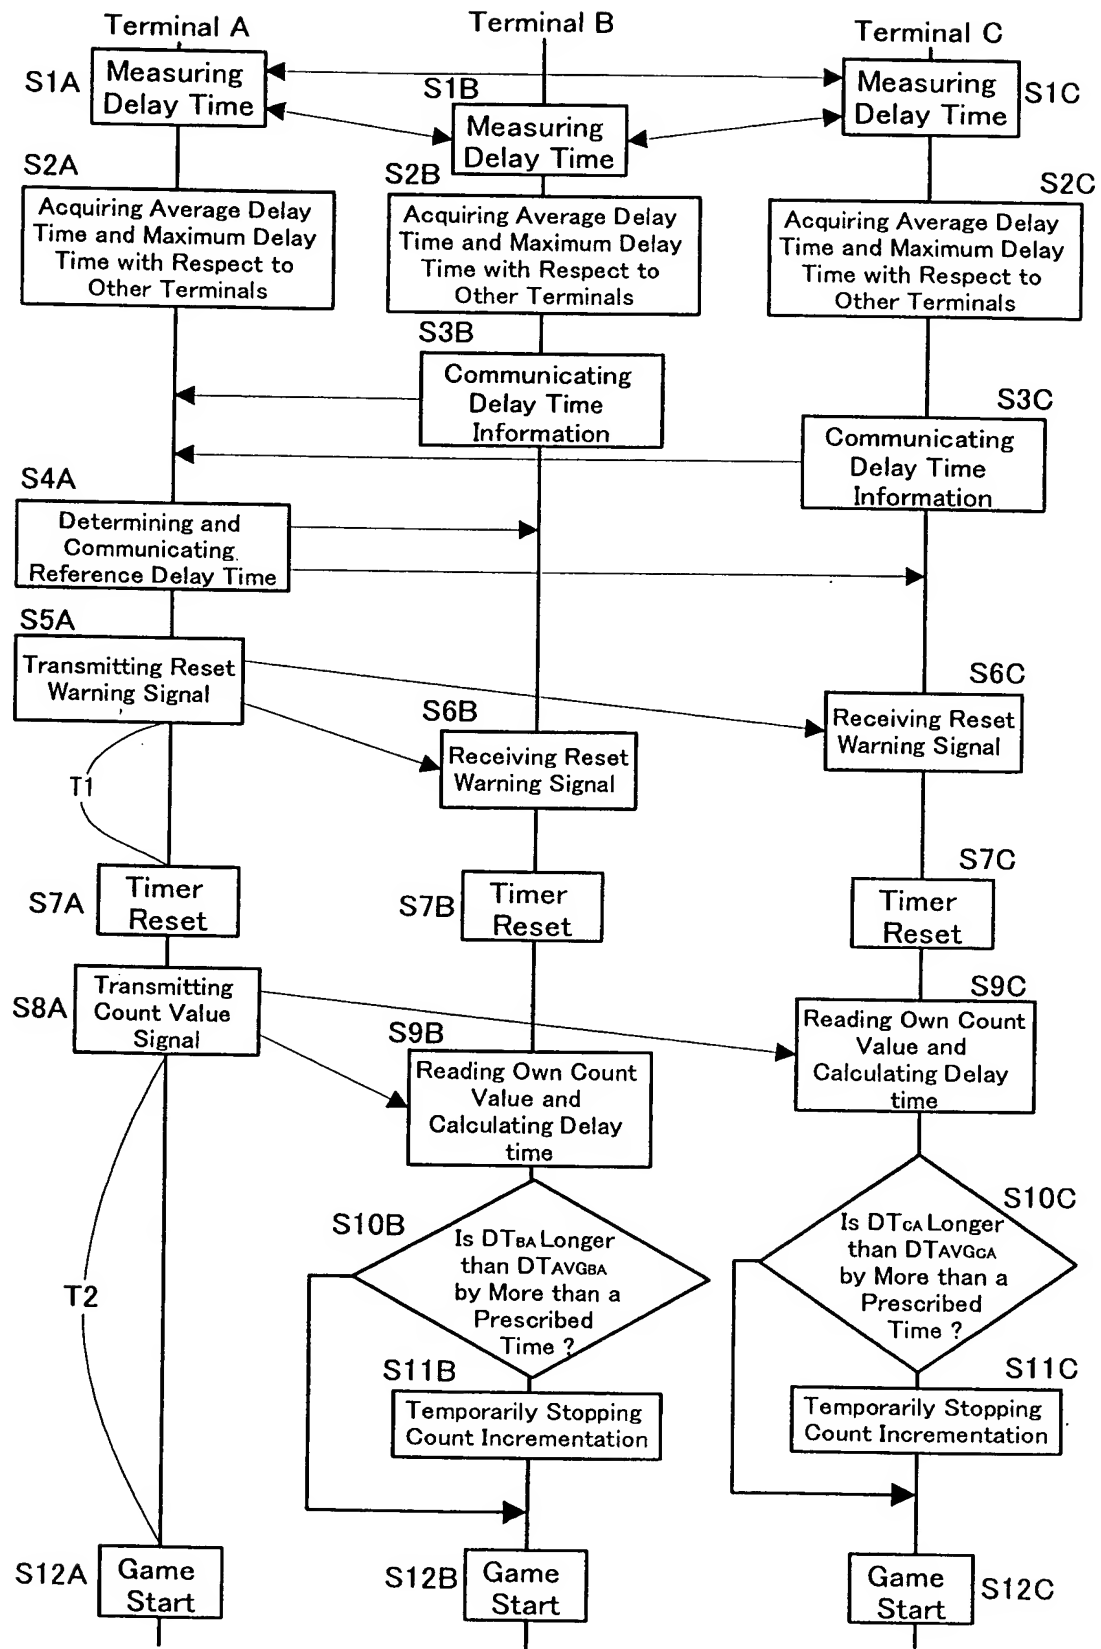 Terminal A
Terminal B
Terminal C
S1A
Measuring
Delay Time
S1B
Measuring
Delay Time
Measuring
Delay Time
S1C
S2A
Acquiring Average Delay
Time and Maximum Delay
Time with Respect to
Other Terminals
S2B
Acquiring Average Delay
Time and Maximum Delay
Time with Respect to
Other Terminals
S2C
Acquiring Average Delay
Time and Maximum Delay
Time with Respect to
Other Terminals
S3B
Communicating
Delay Time
Information
S3C
Communicating
Delay Time
Information
S4A
Determining and
Communicating
Reference Delay Time
S5A
Transmitting Reset
Warning Signal
S6B
Receiving Reset
Warning Signal
S6C
Receiving Reset
Warning Signal
T1
S7A
Timer
Reset
S7B
Timer
Reset
S7C
Timer
Reset
S8A
Transmitting
Count Value
Signal
S9B
Reading Own Count
Value and
Calculating Delay
time
S9C
Reading Own Count
Value and
Calculating Delay
time
T2
S10B
Is DTBA Longer
than DTAVGBA
by More than a
Prescribed
Time ?
S10C
Is DTCA Longer
than DTAVGCA
by More than a
Prescribed
Time ?
S11B
Temporarily Stopping
Count Incrementation
S11C
Temporarily Stopping
Count Incrementation
S12A
Game
Start
S12B
Game
Start
Game
Start
S12C